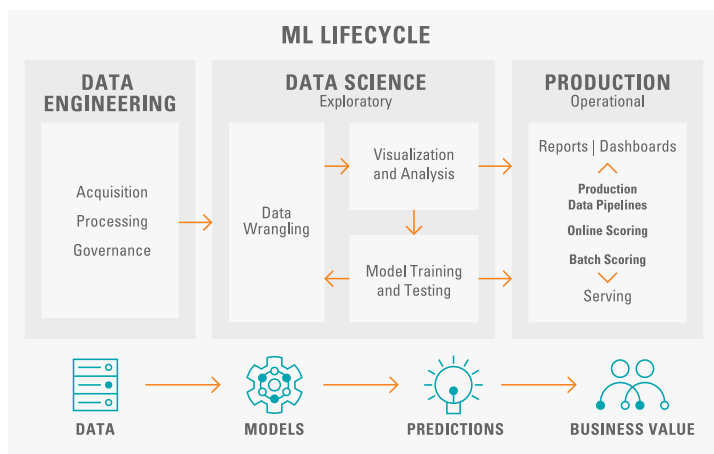 ML LIFECYCLE
DATA
ENGINEERING
Acquisition
Processing
Governance
DATA SCIENCE
Exploratory
Data
Wrangling
Visualization
and Analysis
Model Training
and Testing
PRODUCTION
Operational
Reports | Dashboards
Production
Data Pipelines
Online Scoring
Batch Scoring
Serving
DATA
MODELS
PREDICTIONS
BUSINESS VALUE